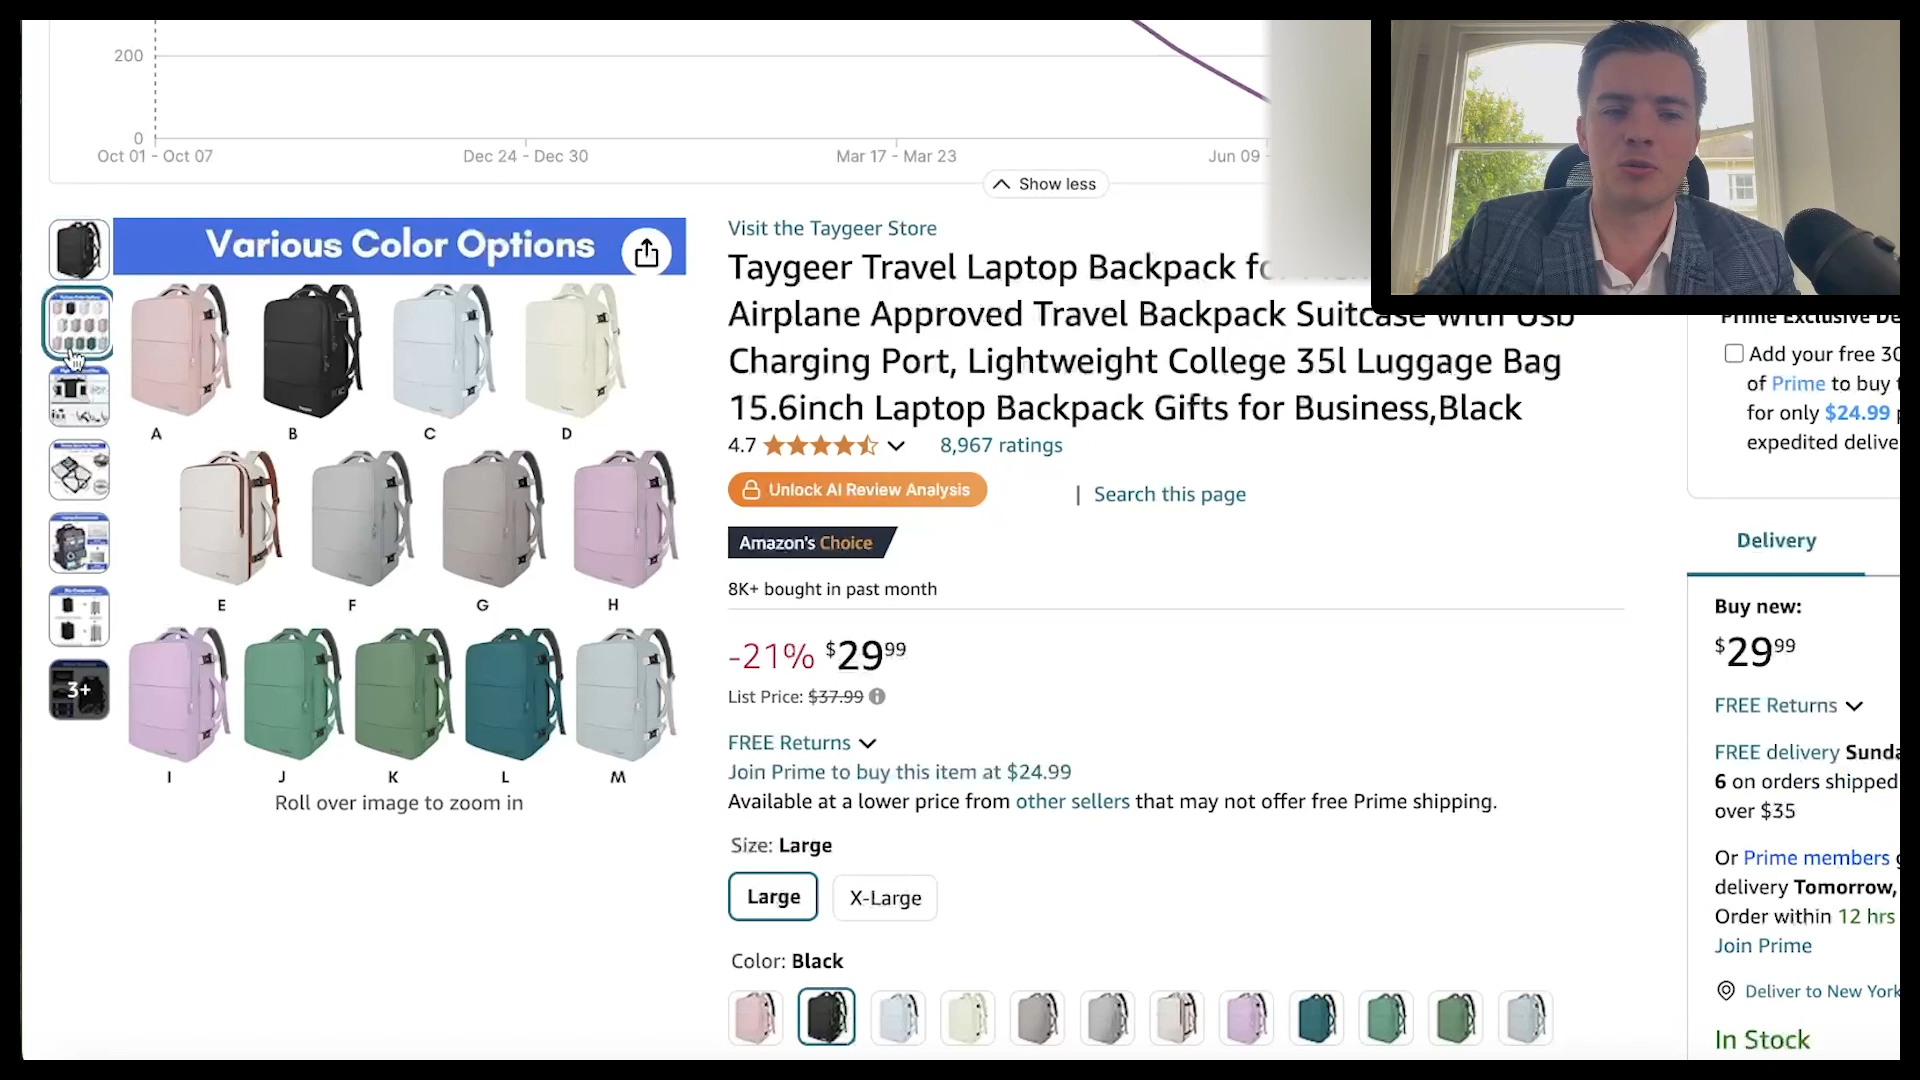 200
0
Oct 01 - Oct 07
Dec 24 - Dec 30
Mar 17 - Mar 23
Jun 09 -
Show less
Various Color Options
A
B
C
D
E
F
G
H
I
J
K
L
M
3+
Roll over image to zoom in
Visit the Taygeer Store
Taygeer Travel Laptop Backpack
Airplane Approved Travel Backpack Suitcase with Usb
Charging Port, Lightweight College 35l Luggage Bag
15.6inch Laptop Backpack Gifts for Business,Black
4.7
8,967 ratings
Unlock AI Review Analysis
| Search this page
Amazon's Choice
8K+ bought in past month
-21% $29 99
List Price: $37.99
FREE Returns
Join Prime to buy this item at $24.99
Available at a lower price from other sellers that may not offer free Prime shipping.
Size: Large
Large
X-Large
Color: Black
Prime Exclusive
Add your free 30
of Prime to buy
for only $24.99
expedited
Delivery
Buy new:
$29 99
FREE Returns
FREE delivery
6 on orders shipped
over $35
Or Prime members
delivery Tomorrow,
Order within 12 hrs
Join Prime
Deliver to New York
In Stock